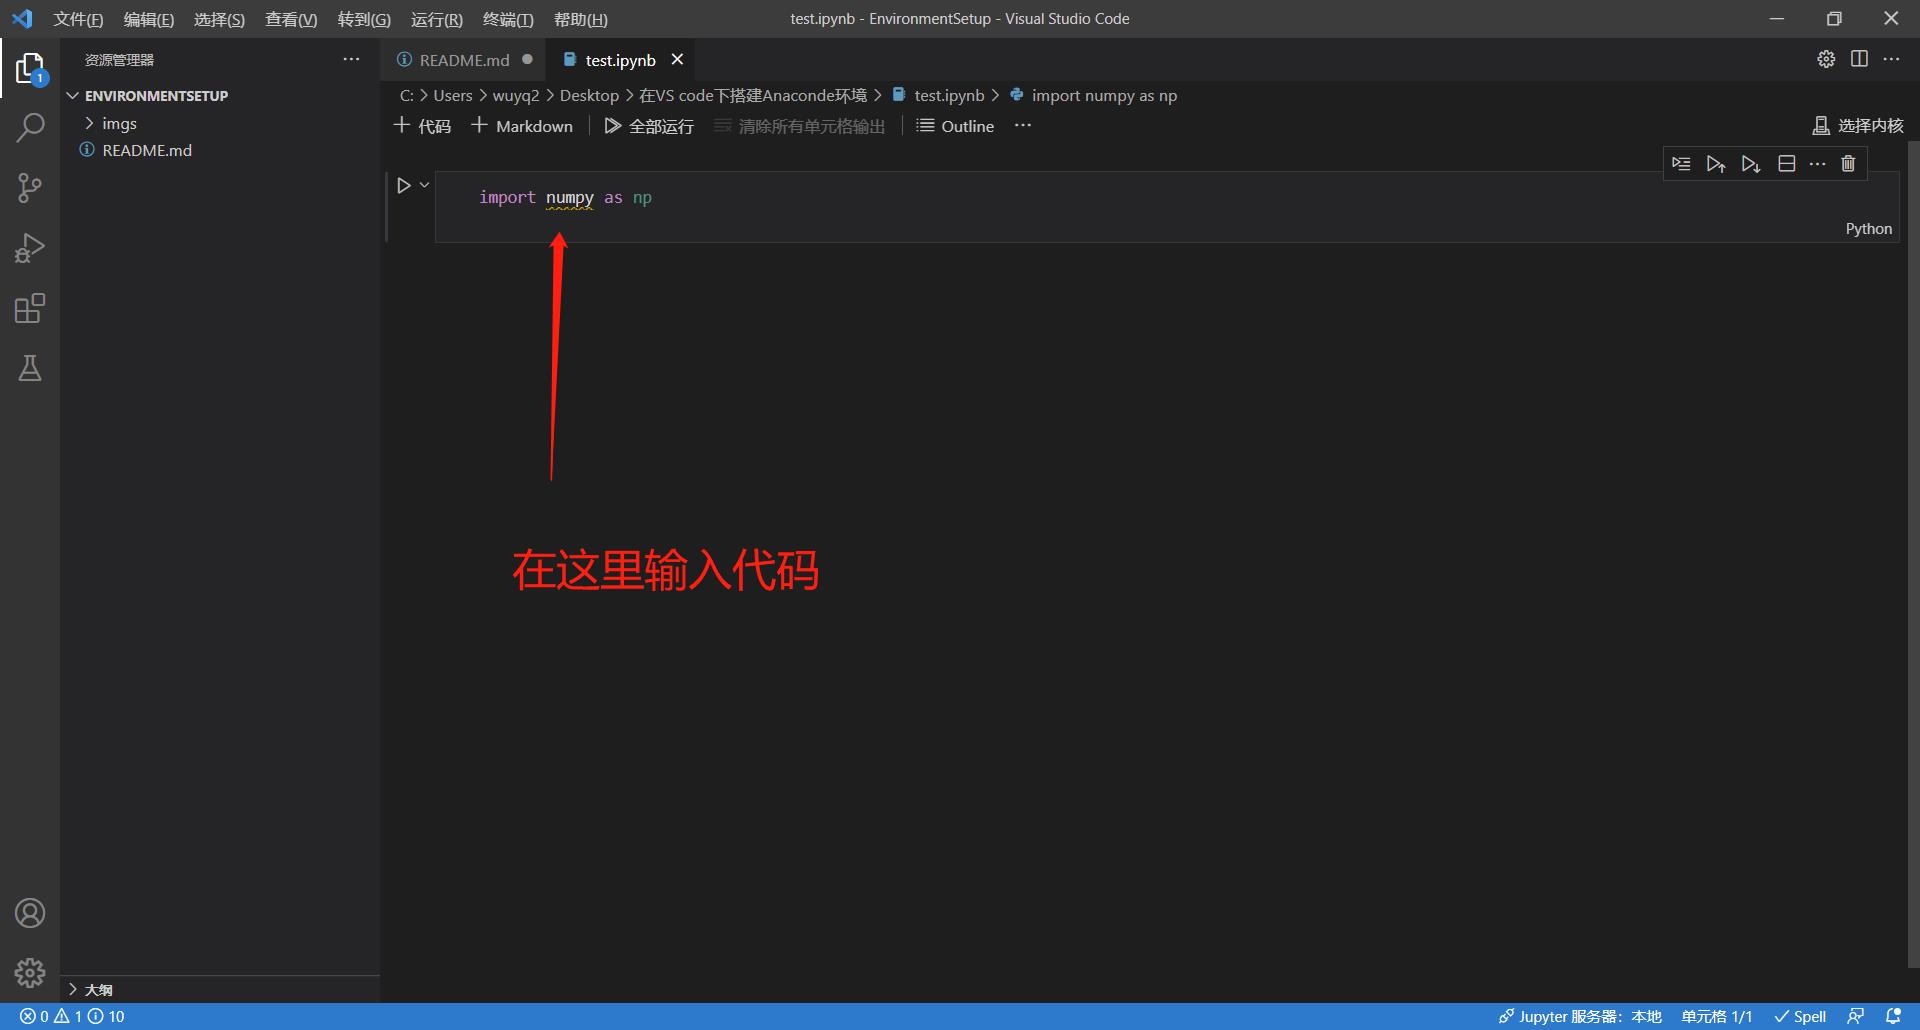 文件(F) 编辑(E) 选择(S) 查看(V) 转到(G) 运行(R) 终端(T) 帮助(H) test.ipynb - EnvironmentSetup - Visual Studio Code
资源管理器 README.md test.ipynb
1
ENVIRONMENTSETUP
imgs
README.md
C: > Users > wuyq2 > Desktop > 在VS code下搭建Anaconde环境 > test.ipynb > import numpy as np
代码 Markdown 全部运行 清除所有单元格输出 Outline 选择内核
import numpy as np
Python
在这里输入代码
大纲
0 1 10 Jupyter 服务器: 本地 单元格 1/1 Spell